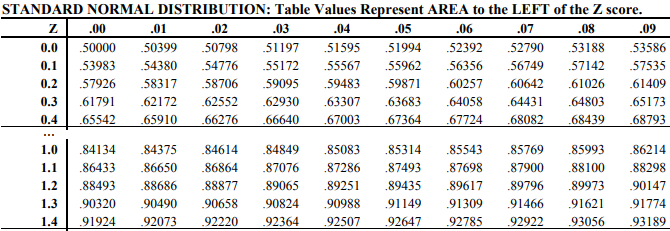 STANDARD NORMAL DISTRIBUTION: Table Values Represent AREA to the LEFT of the Z score.
Z .00 .01 .02 .03 .04 .05 .06 .07 .08 .09
0.0 .50000 .50399 .50798 .51197 .51595 .51994 .52392 .52790 .53188 .53586
0.1 .53983 .54380 .54776 .55172 .55567 .55962 .56356 .56749 .57142 .57535
0.2 .57926 .58317 .58706 .59095 .59483 .59871 .60257 .60642 .61026 .61409
0.3 .61791 .62172 .62552 .62930 .63307 .63683 .64058 .64431 .64803 .65173
0.4 .65542 .65910 .66276 .66640 .67003 .67364 .67724 .68082 .68439 .68793
...
1.0 .84134 .84375 .84614 .84849 .85083 .85314 .85543 .85769 .85993 .86214
1.1 .86433 .86650 .86864 .87076 .87286 .87493 .87698 .87900 .88100 .88298
1.2 .88493 .88686 .88877 .89065 .89251 .89435 .89617 .89796 .89973 .90147
1.3 .90320 .90490 .90658 .90824 .90988 .91149 .91309 .91466 .91621 .91774
1.4 .91924 .92073 .92220 .92364 .92507 .92647 .92785 .92922 .93056 .93189